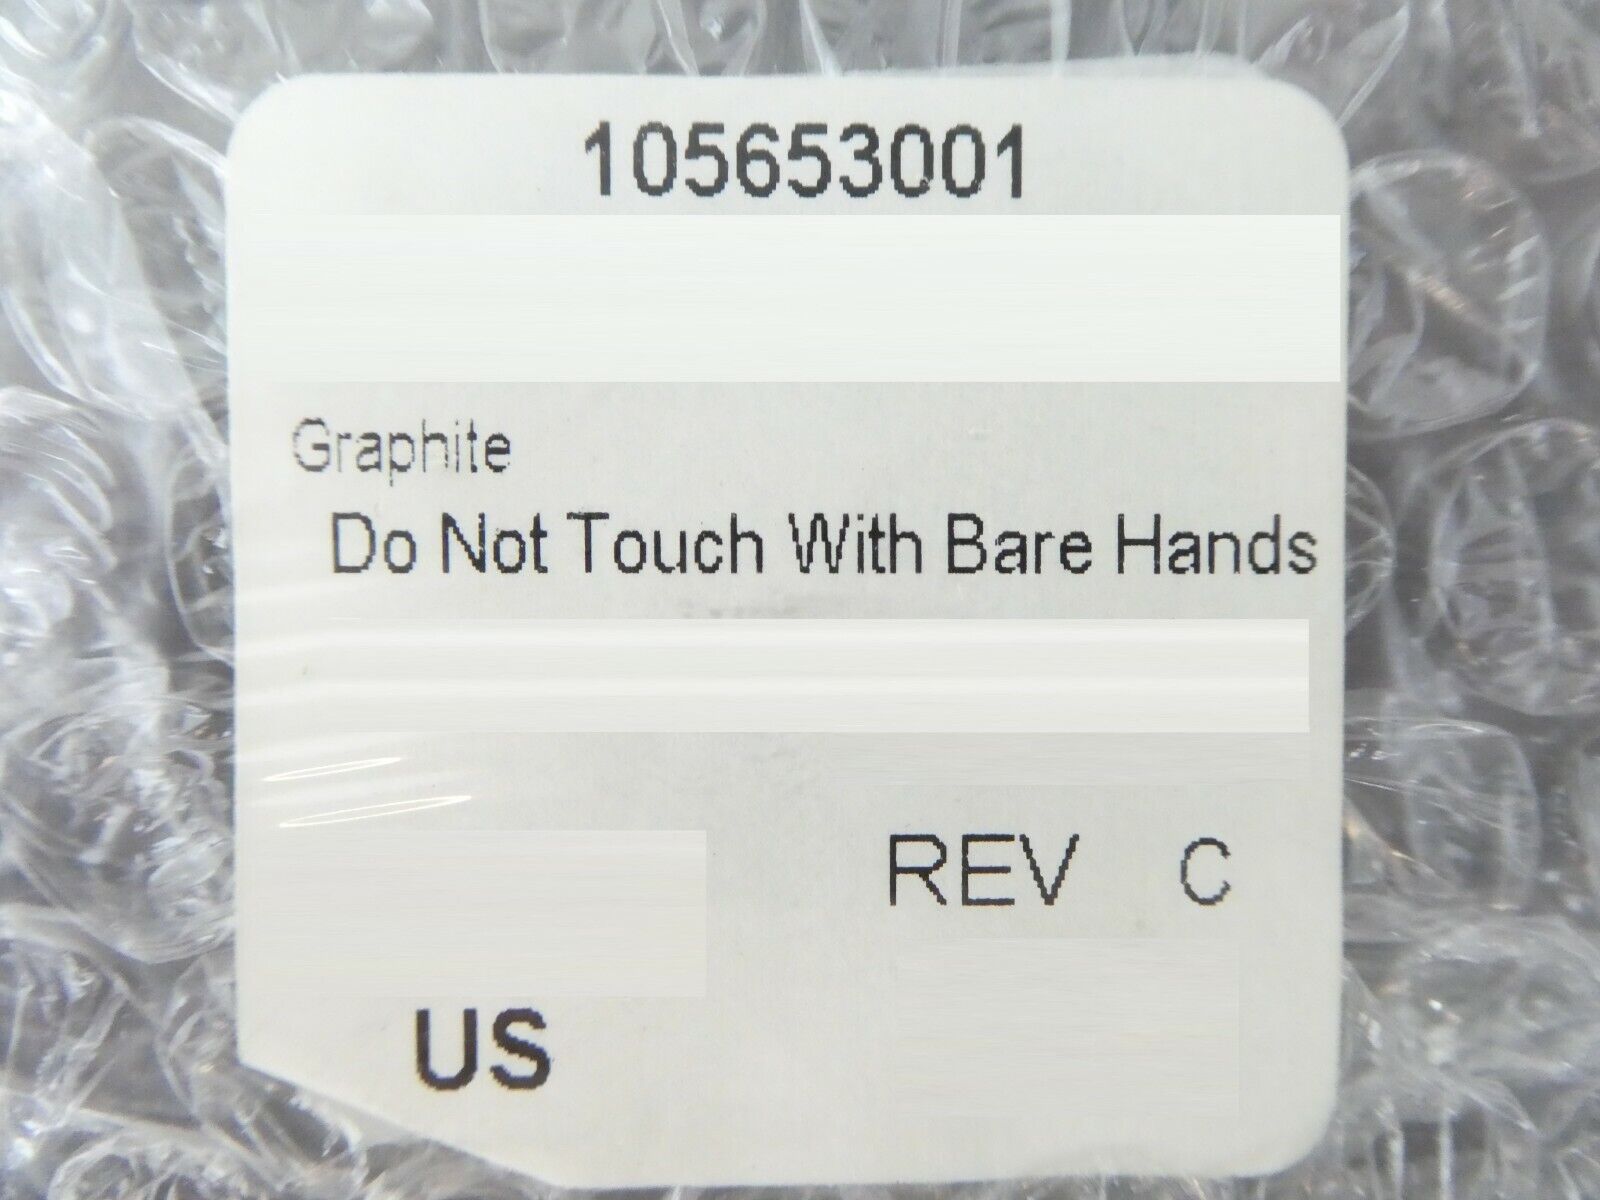 105653001
Graphite
Do Not Touch With Bare Hands
REV C
US